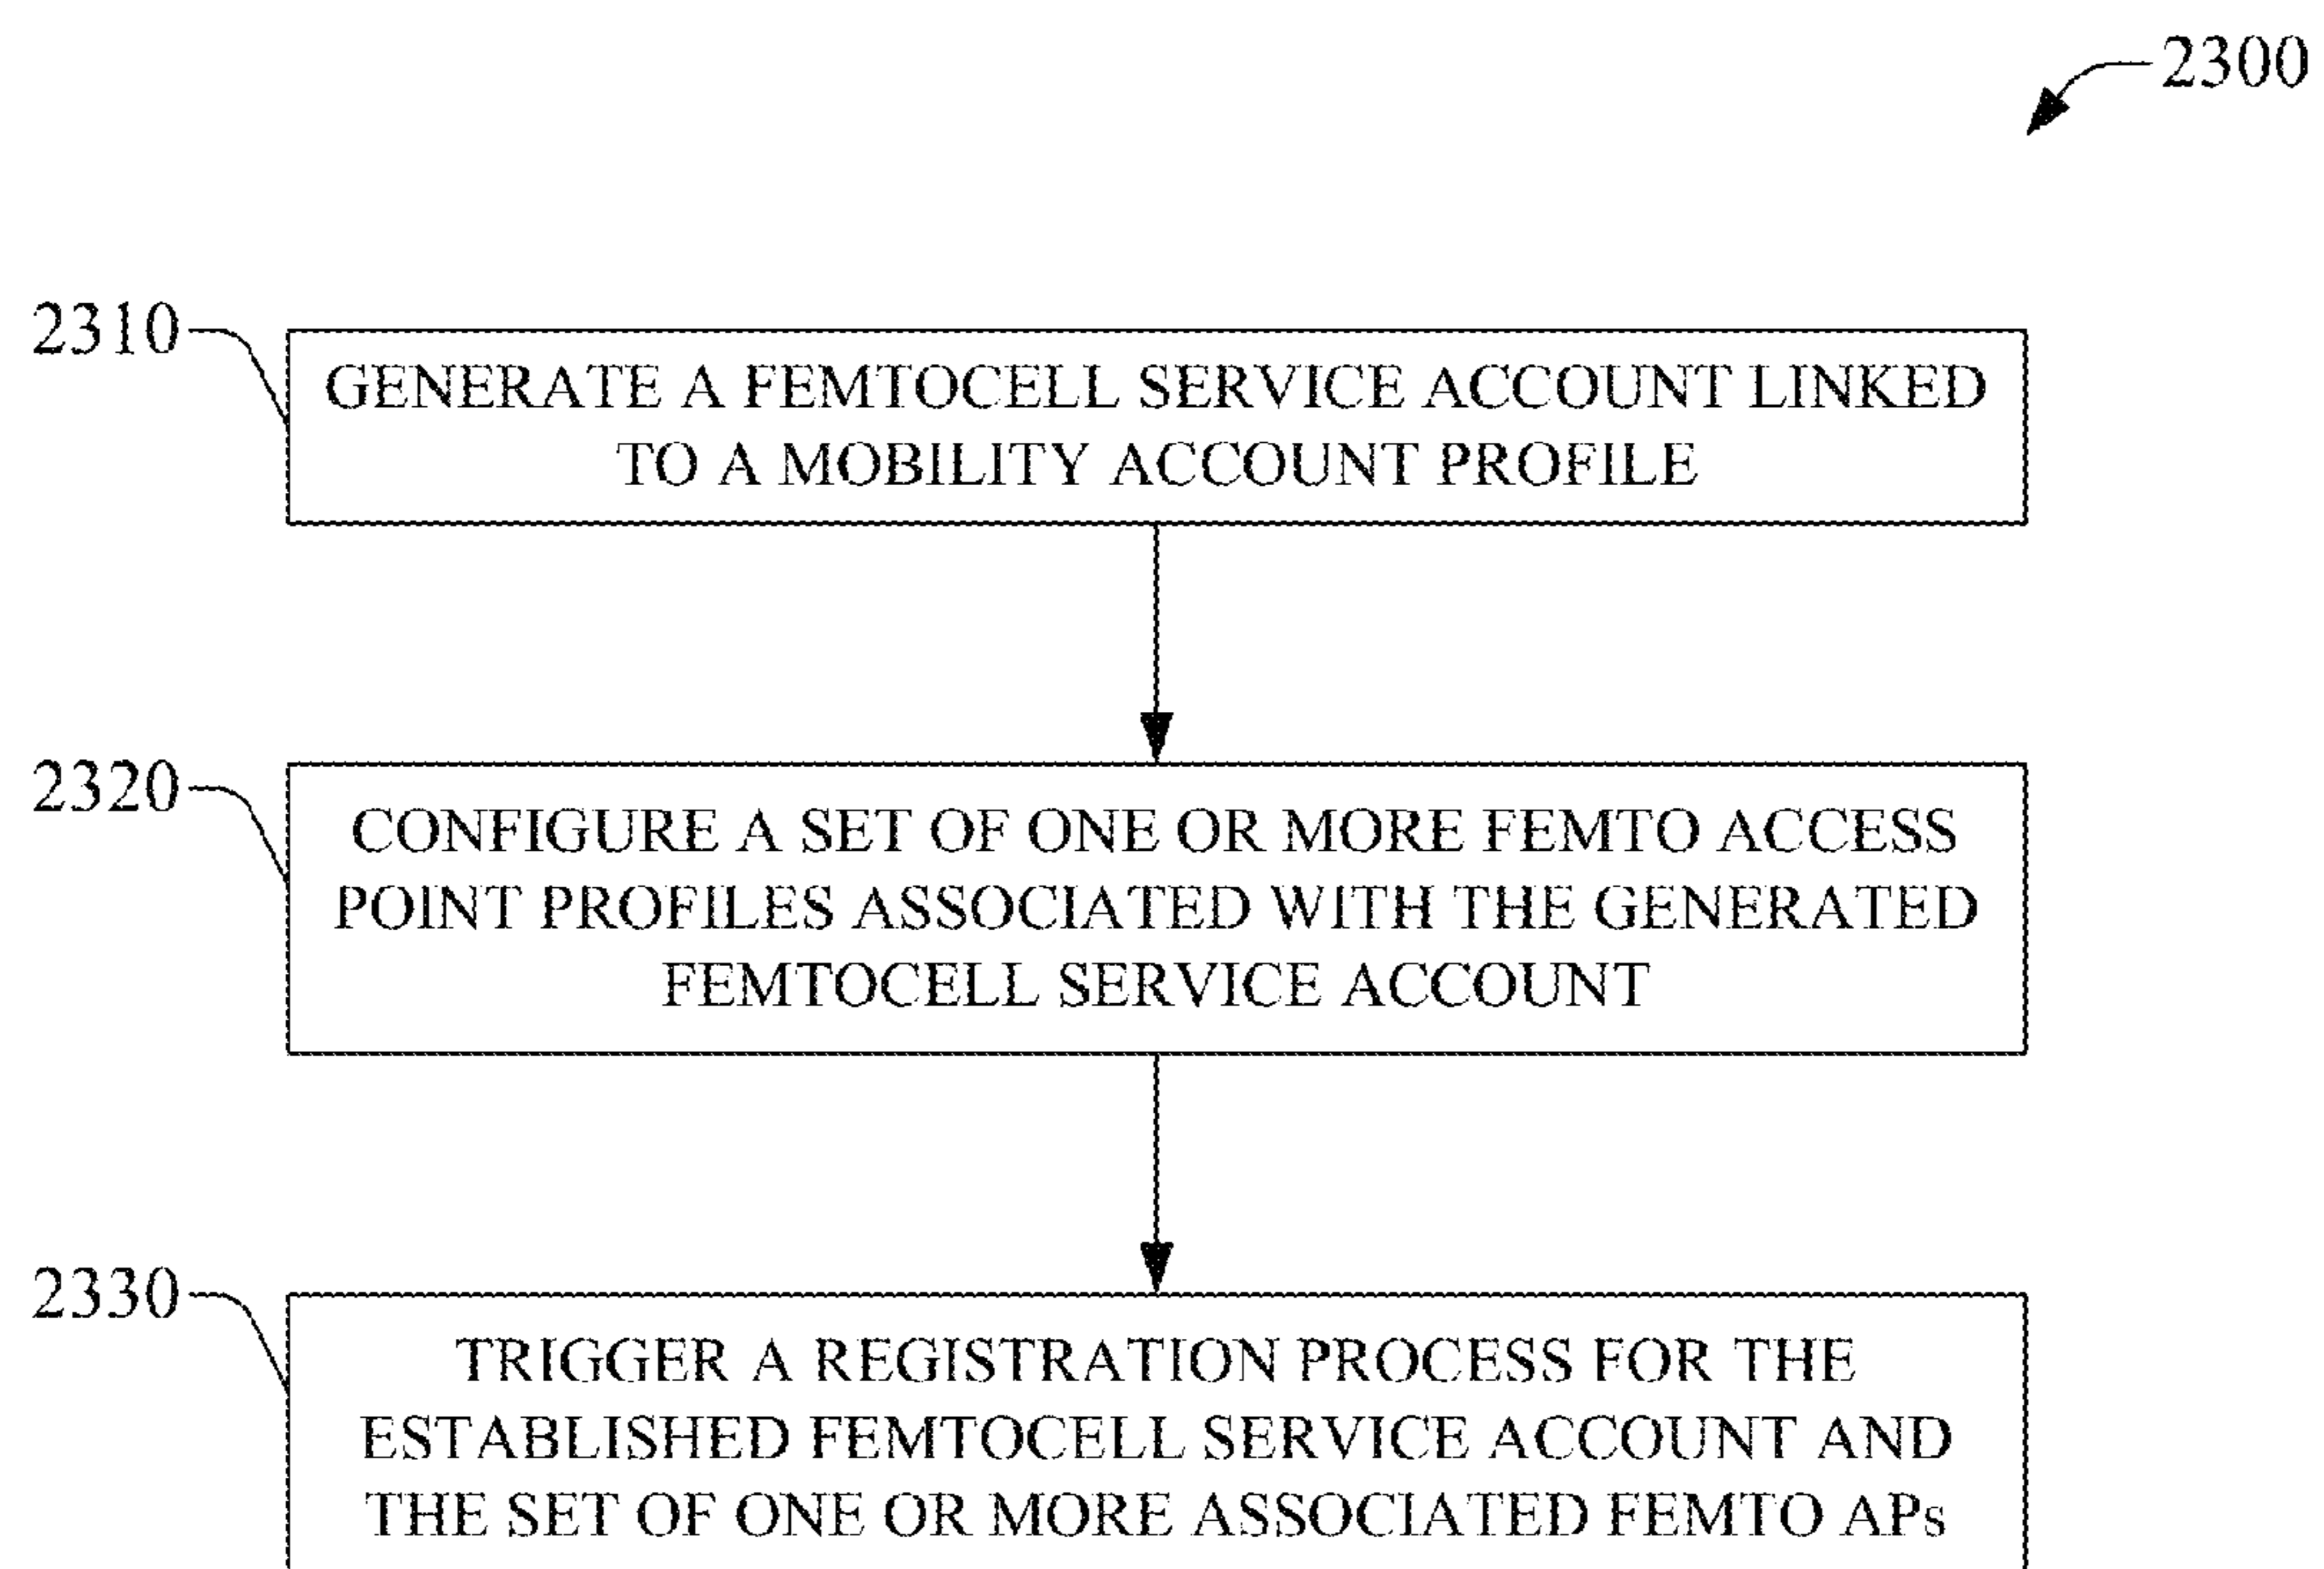 2300
2310
GENERATE A FEMTOCELL SERVICE ACCOUNT LINKED
TO A MOBILITY ACCOUNT PROFILE
2320
CONFIGURE A SET OF ONE OR MORE FEMTO ACCESS
POINT PROFILES ASSOCIATED WITH THE GENERATED
FEMTOCELL SERVICE ACCOUNT
2330
TRIGGER A REGISTRATION PROCESS FOR THE
ESTABLISHED FEMTOCELL SERVICE ACCOUNT AND
THE SET OF ONE OR MORE ASSOCIATED FEMTO APs